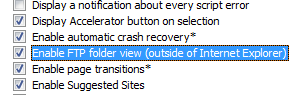 Display a notification about every script error
Display Accelerator button on selection
Enable automatic crash recovery*
Enable FTP folder view (outside of Internet Explorer)
Enable page transitions*
Enable Suggested Sites